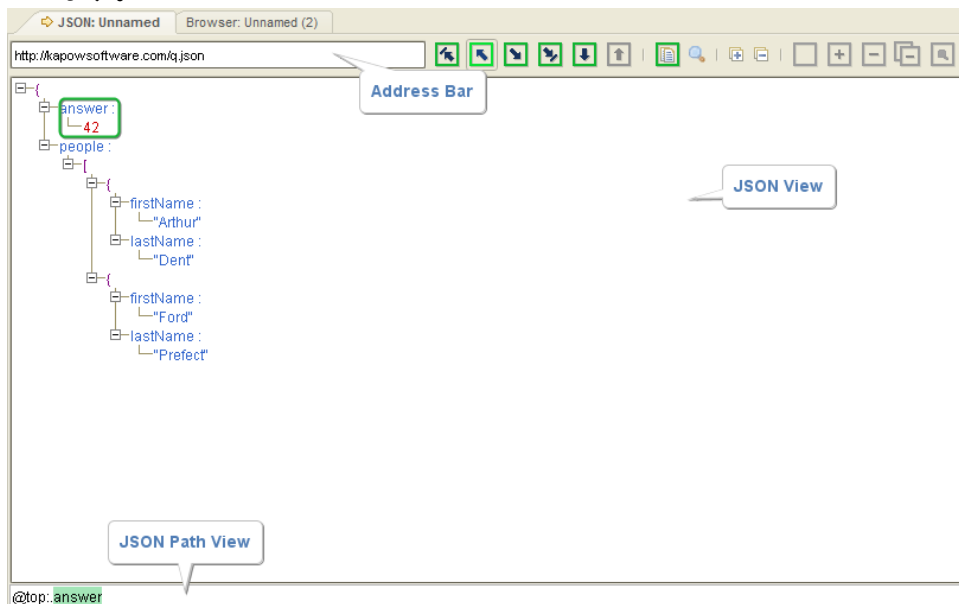 JSON: Unnamed Browser: Unnamed (2)
http://kapowsoftware.com/q.json
Address Bar
{
answer :
42
people :
[
{
firstName :
"Arthur"
lastName :
"Dent"
{
firstName :
"Ford"
lastName :
"Prefect"
JSON View
JSON Path View
@top:.answer